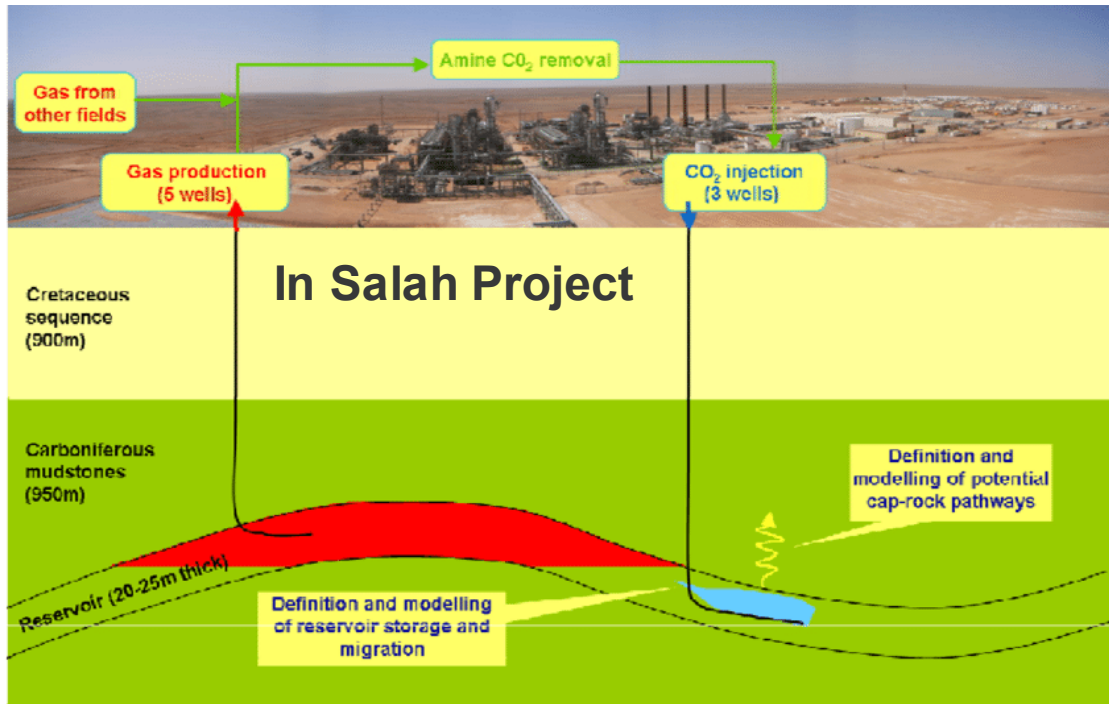 Amine C0₂ removal
Gas from
other fields
Gas production
(5 wells)
CO₂ injection
(3 wells)
In Salah Project
Cretaceous
sequence
(900m)
Carboniferous
mudstones
(950m)
Definition and
modelling of potential
cap-rock pathways
Reservoir (20-25m thick)
Definition and modelling
of reservoir storage and
migration